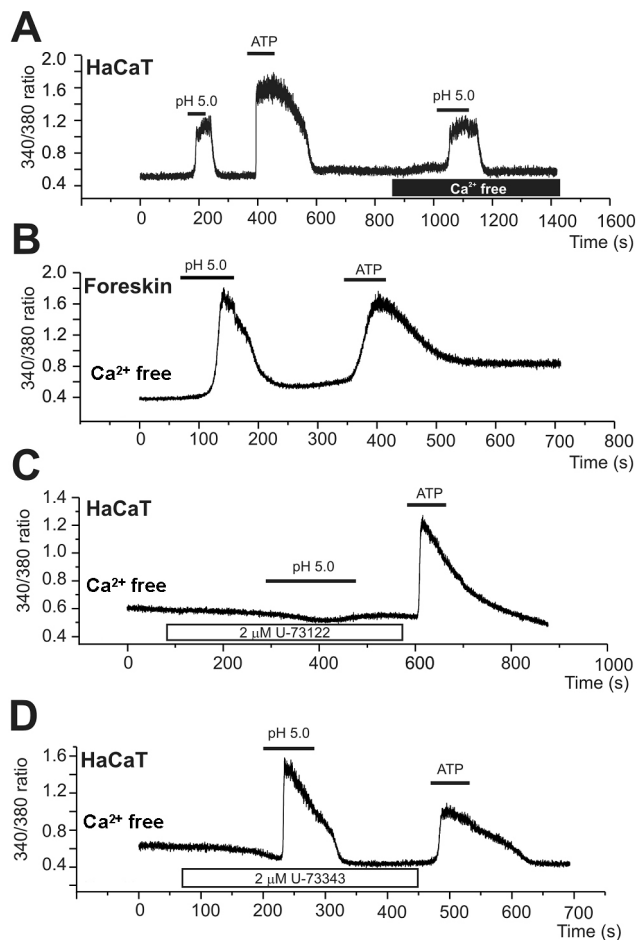 A
HaCaT
340/380 ratio
2.0
1.6
1.2
0.8
0.4
pH 5.0
ATP
pH 5.0
Ca²⁺ free
0 200 400 600 800 1000 1200 1400 1600
Time (s)
B
Foreskin
340/380 ratio
2.0
1.6
1.2
0.8
0.4
pH 5.0
ATP
Ca²⁺ free
0 100 200 300 400 500 600 700 800
Time (s)
C
HaCaT
340/380 ratio
1.4
1.2
1.0
0.8
0.6
0.4
ATP
pH 5.0
Ca²⁺ free
2 μM U-73122
0 200 400 600 800 1000
Time (s)
D
HaCaT
340/380 ratio
1.6
1.2
0.8
0.4
pH 5.0
ATP
Ca²⁺ free
2 μM U-73343
0 100 200 300 400 500 600 700
Time (s)